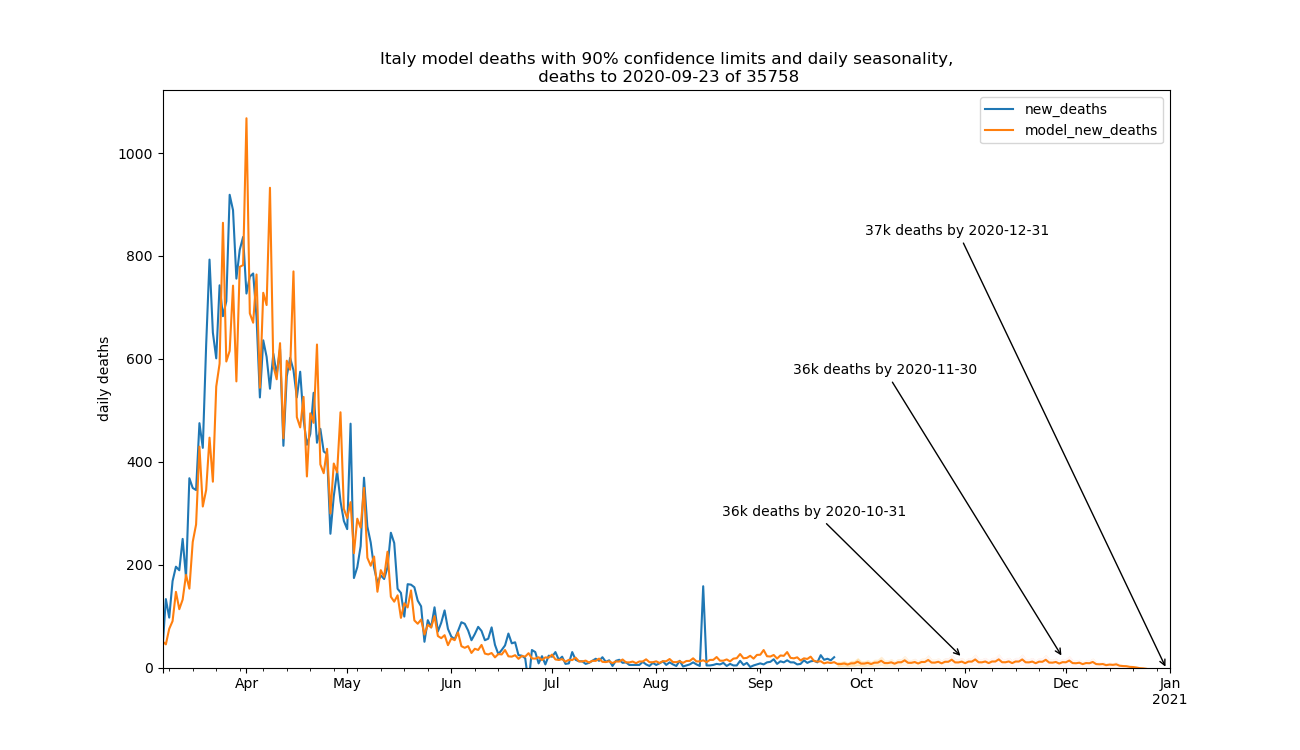 Italy model deaths with 90% confidence limits and daily seasonality,
deaths to 2020-09-23 of 35758
new_deaths
model_new_deaths
1000
800
600
400
200
0
daily deaths
37k deaths by 2020-12-31
36k deaths by 2020-11-30
36k deaths by 2020-10-31
Apr May Jun Jul Aug Sep Oct Nov Dec Jan
2021